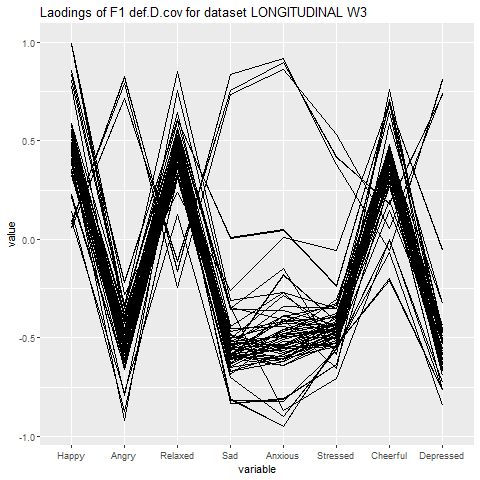 Laodings of F1 def.D.cov for dataset LONGITUDINAL W3
1.0
0.5
0.0
-0.5
-1.0
value
Happy Angry Relaxed Sad Anxious Stressed Cheerful Depressed
variable